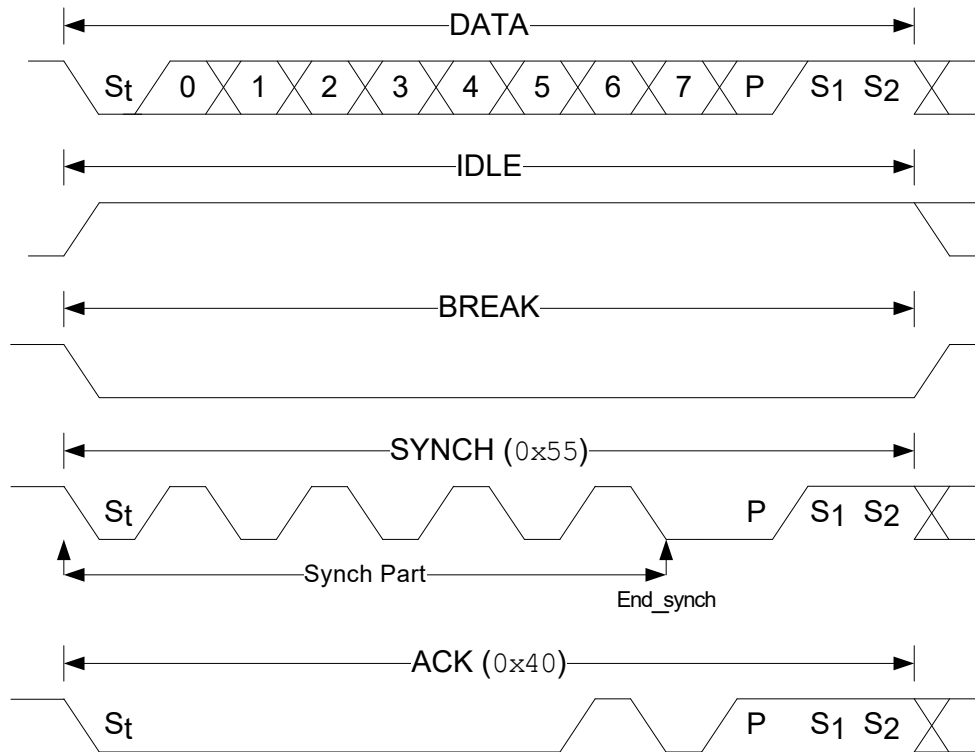 DATA
St 0 1 2 3 4 5 6 7 P S1 S2
IDLE
BREAK
SYNCH (0x55)
St P S1 S2
Synch Part
End_synch
ACK (0x40)
St P S1 S2